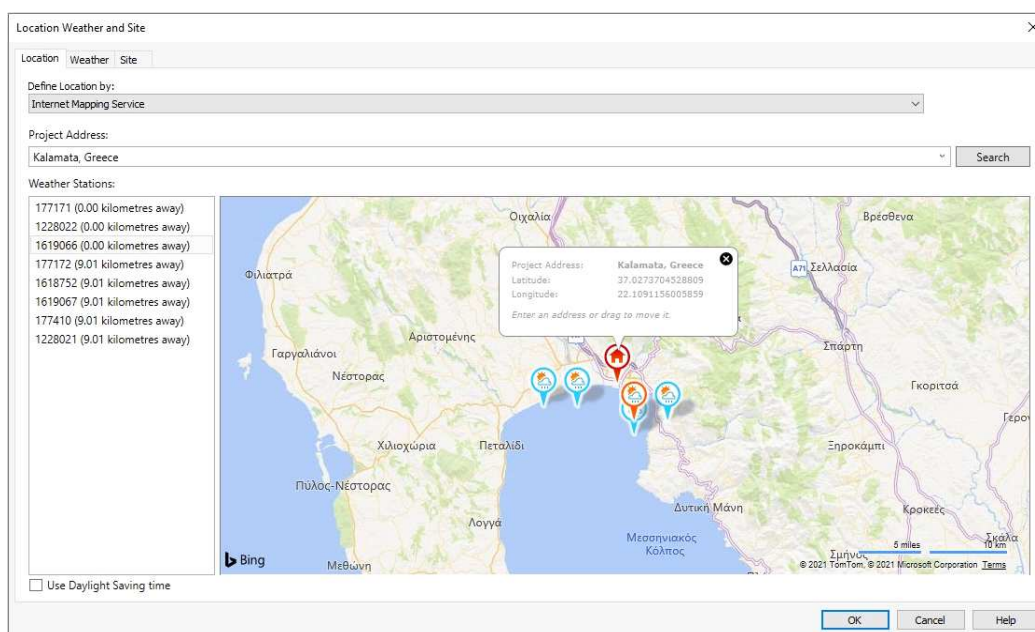 Location Weather and Site
Location Weather Site
Define Location by:
Internet Mapping Service
Project Address:
Kalamata, Greece
Search
Weather Stations:
177171 (0.00 kilometres away)
1228022 (0.00 kilometres away)
1619066 (0.00 kilometres away)
177172 (9.01 kilometres away)
1618752 (9.01 kilometres away)
1619067 (9.01 kilometres away)
177410 (9.01 kilometres away)
1228021 (9.01 kilometres away)
Οιχαλία
Βρέσθενα
Project Address: Kalamata, Greece
Latitude: 37.0273704528809
Longitude: 22.1091156005859
Enter an address or drag to move it.
A71
Σελλασία
Φιλιατρά
Αριστομένης
Σπάρτη
Γαργαλιάνοι
Νέστορας
Γκοριτσά
Χιλιοχώρια
Πεταλίδι
Ξηροκάμπι
Πύλος-Νέστορας
Δυτική Μάνη
Κροκεές
Λογγά
Μεσσηνιακός
Κόλπος
Σκάλα
5 miles
10 km
Σμήνος
Bing
Μεθώνη
© 2021 TomTom, © 2021 Microsoft Corporation Terms
Use Daylight Saving time
OK
Cancel
Help